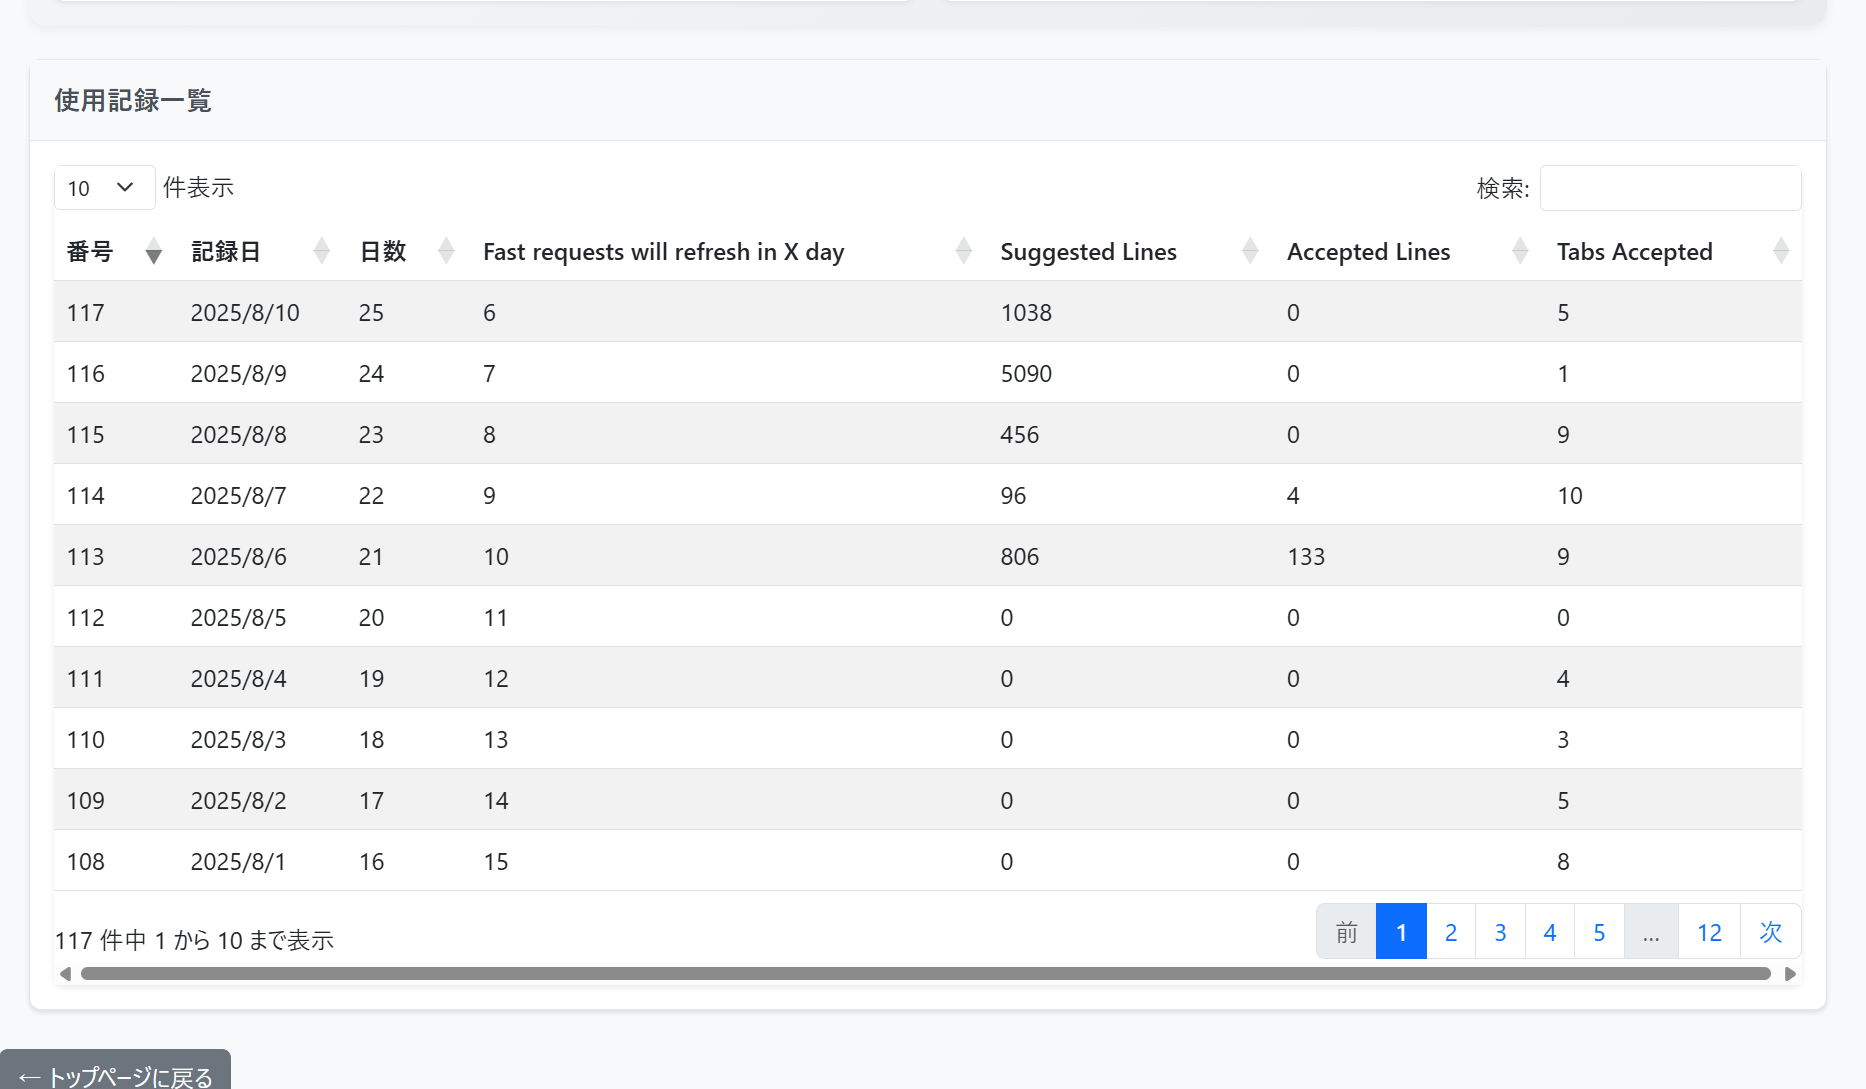 使用記録一覧
10 件表示 検索:
番号 記録日 日数 Fast requests will refresh in X day Suggested Lines Accepted Lines Tabs Accepted
117 2025/8/10 25 6 1038 0 5
116 2025/8/9 24 7 5090 0 1
115 2025/8/8 23 8 456 0 9
114 2025/8/7 22 9 96 4 10
113 2025/8/6 21 10 806 133 9
112 2025/8/5 20 11 0 0 0
111 2025/8/4 19 12 0 0 4
110 2025/8/3 18 13 0 0 3
109 2025/8/2 17 14 0 0 5
108 2025/8/1 16 15 0 0 8
117 件中 1 から 10 まで表示 前 1 2 3 4 5 … 12 次
← トップページに戻る